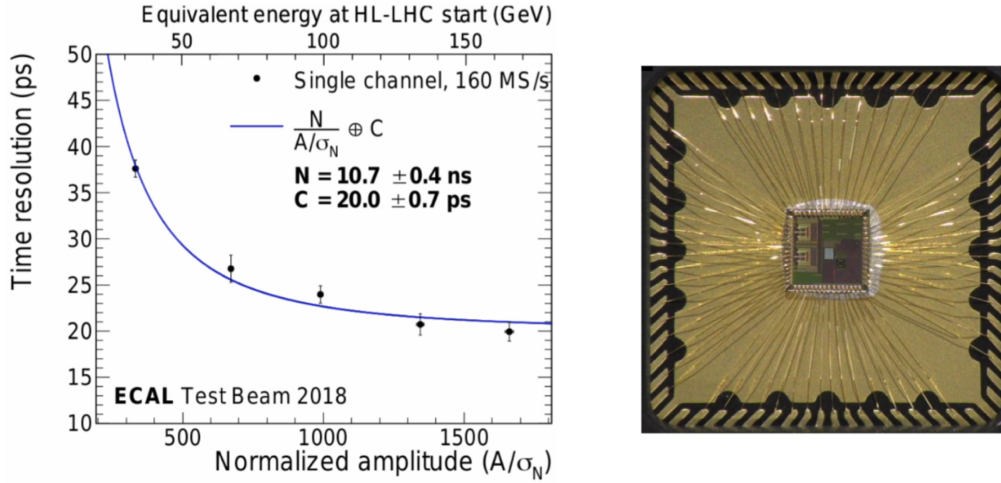 Equivalent energy at HL-LHC start (GeV)
50 100 150
Time resolution (ps)
50
45
40
35
30
25
20
15
10
Single channel, 160 MS/s
N
A/σN ⊕ C
N = 10.7 ±0.4 ns
C = 20.0 ±0.7 ps
ECAL Test Beam 2018
500 1000 1500
Normalized amplitude (A/σN)